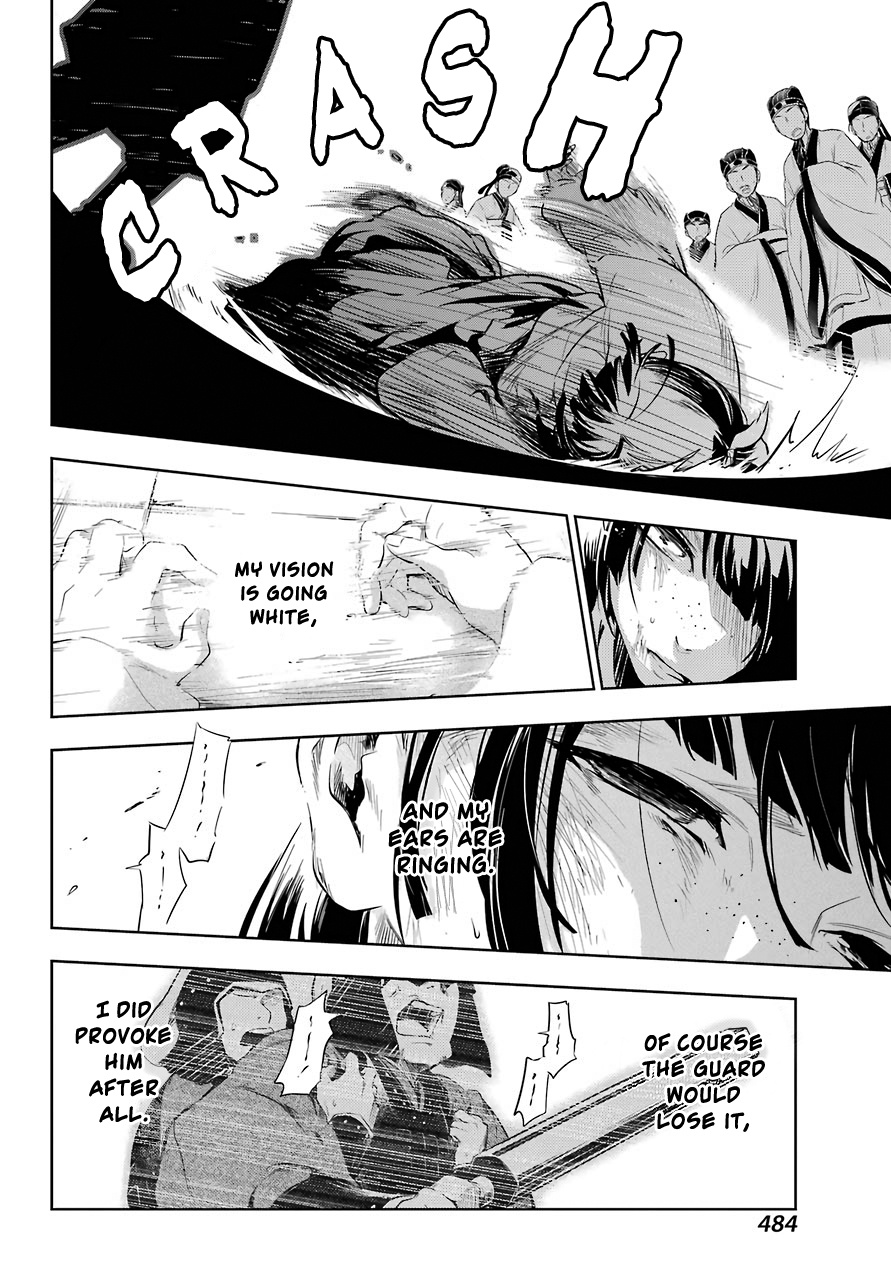 CRASH
MY VISION
IS GOING
WHITE,
AND MY
EARS ARE
RINGING.
OF COURSE
THE GUARD
WOULD
LOSE IT,
I DID
PROVOKE
HIM
AFTER
ALL.
484